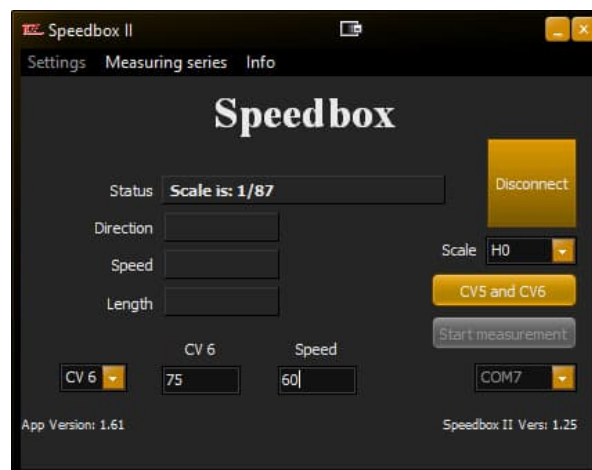 Speedbox II
Settings Measuring series Info
Speedbox
Status Scale is: 1/87 Disconnect
Direction
Scale H0
Speed
CV5 and CV6
Length
Start measurement
CV 6 Speed
CV 6 75 60 COM7
App Version: 1.61 Speedbox II Vers: 1.25